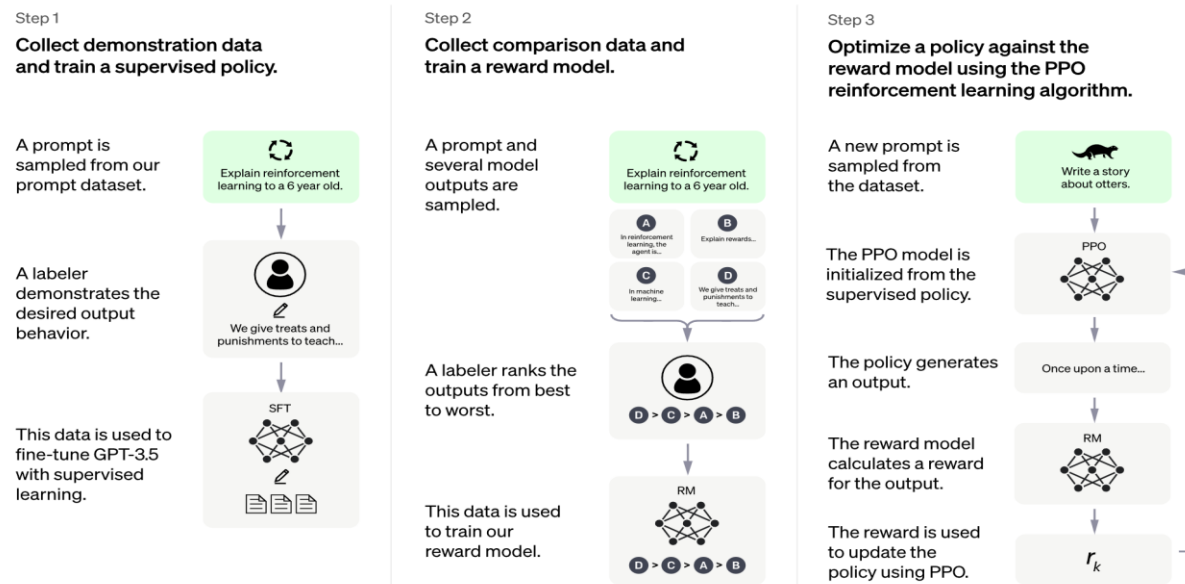 Step 1
Collect demonstration data
and train a supervised policy.
A prompt is
sampled from our
prompt dataset.
Explain reinforcement
learning to a 6 year old.
A labeler
demonstrates the
desired output
behavior.
We give treats and
punishments to teach...
This data is used to
fine-tune GPT-3.5
with supervised
learning.
SFT
Step 2
Collect comparison data and
train a reward model.
A prompt and
several model
outputs are
sampled.
Explain reinforcement
learning to a 6 year old.
A
In reinforcement
learning, the
agent is...
B
Explain rewards...
C
In machine
learning...
D
We give treats and
punishments to
teach...
A labeler ranks the
outputs from best
to worst.
D > C > A > B
This data is used
to train our
reward model.
RM
D > C > A > B
Step 3
Optimize a policy against the
reward model using the PPO
reinforcement learning algorithm.
A new prompt is
sampled from
the dataset.
Write a story
about otters.
The PPO model is
initialized from the
supervised policy.
PPO
The policy generates
an output.
Once upon a time...
The reward model
calculates a reward
for the output.
RM
The reward is used
to update the
policy using PPO.
rk